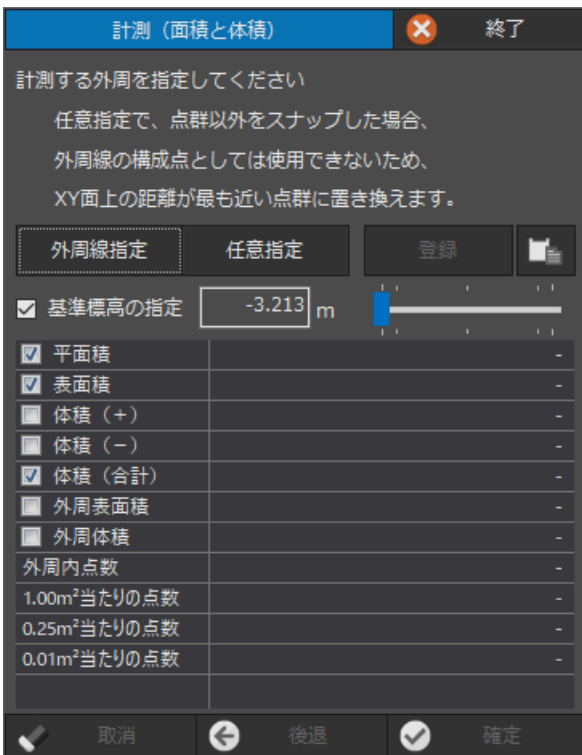 計測（面積と体積）
終了
計測する外周を指定してください
任意指定で、点群以外をスナップした場合、
外周線の構成点としては使用できないため、
XY面上の距離が最も近い点群に置き換えます。
外周線指定 任意指定 登録
基準標高の指定 -3.213 m
平面積 -
表面積 -
体積（+） -
体積（−） -
体積（合計） -
外周表面積 -
外周体積 -
外周内点数 -
1.00m²当たりの点数 -
0.25m²当たりの点数 -
0.01m²当たりの点数 -
取消 後退 確定